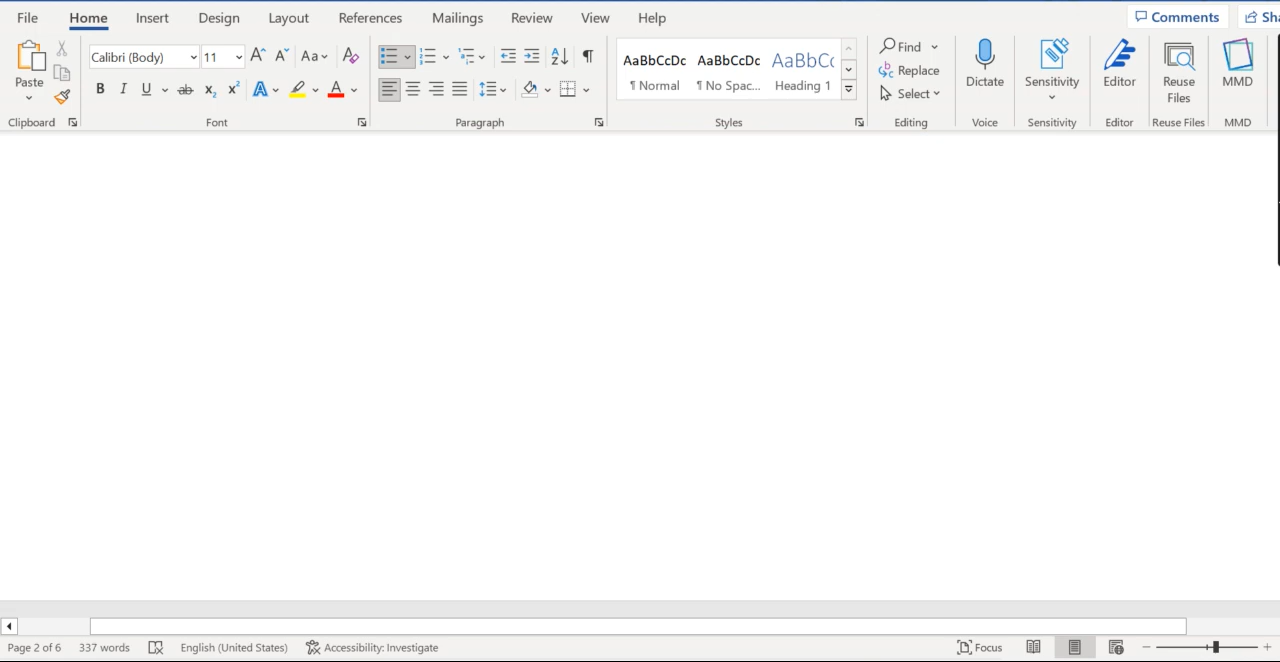 File Home Insert Design Layout References Mailings Review View Help Comments Sha
Paste
Clipboard
Calibri (Body) 11 A^ A˅ Aa A
B I U ab x₂ x² A A
Font
Paragraph
AaBbCcDc AaBbCcDc AaBbCc
¶ Normal ¶ No Spac... Heading 1
Styles
Find
Replace
Select
Editing
Dictate
Voice
Sensitivity
Sensitivity
Editor
Editor
Reuse
Files
Reuse Files
MMD
MMD
Page 2 of 6 337 words English (United States) Accessibility: Investigate Focus